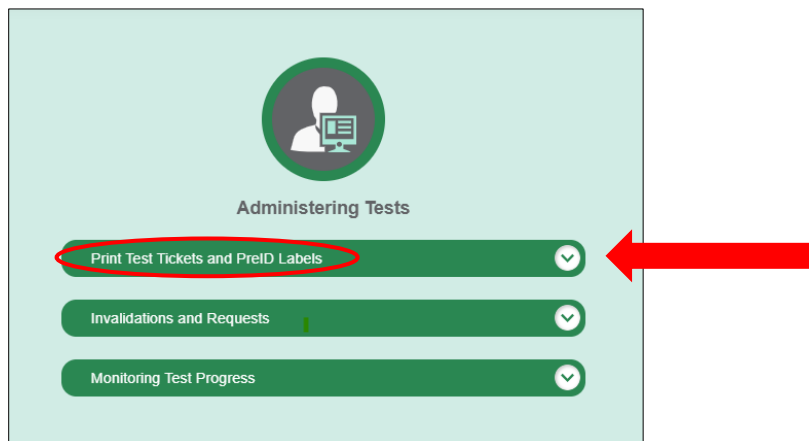 Administering Tests
Print Test Tickets and PreID Labels
Invalidations and Requests
Monitoring Test Progress